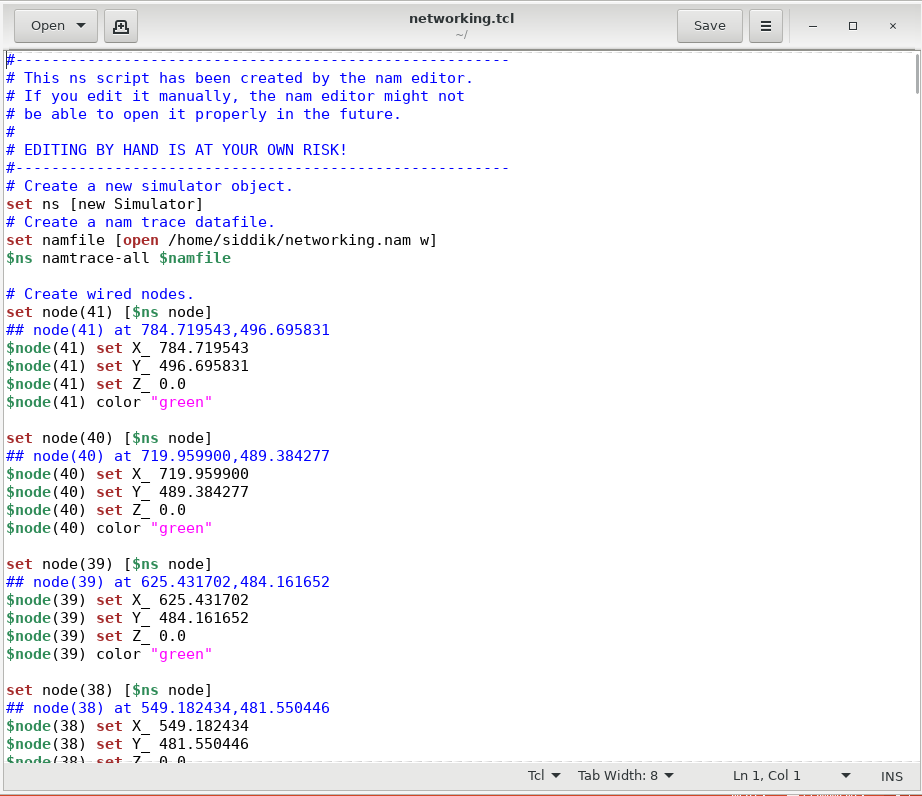 Open
networking.tcl
~/
Save
#-------------------------------------------------------
# This ns script has been created by the nam editor.
# If you edit it manually, the nam editor might not
# be able to open it properly in the future.
#
# EDITING BY HAND IS AT YOUR OWN RISK!
#-------------------------------------------------------
# Create a new simulator object.
set ns [new Simulator]
# Create a nam trace datafile.
set namfile [open /home/siddik/networking.nam w]
$ns namtrace-all $namfile
# Create wired nodes.
set node(41) [$ns node]
## node(41) at 784.719543,496.695831
$node(41) set X_ 784.719543
$node(41) set Y_ 496.695831
$node(41) set Z_ 0.0
$node(41) color "green"
set node(40) [$ns node]
## node(40) at 719.959900,489.384277
$node(40) set X_ 719.959900
$node(40) set Y_ 489.384277
$node(40) set Z_ 0.0
$node(40) color "green"
set node(39) [$ns node]
## node(39) at 625.431702,484.161652
$node(39) set X_ 625.431702
$node(39) set Y_ 484.161652
$node(39) set Z_ 0.0
$node(39) color "green"
set node(38) [$ns node]
## node(38) at 549.182434,481.550446
$node(38) set X_ 549.182434
$node(38) set Y_ 481.550446
$node(38) set Z_ 0.0
Tcl Tab Width: 8 Ln 1, Col 1 INS